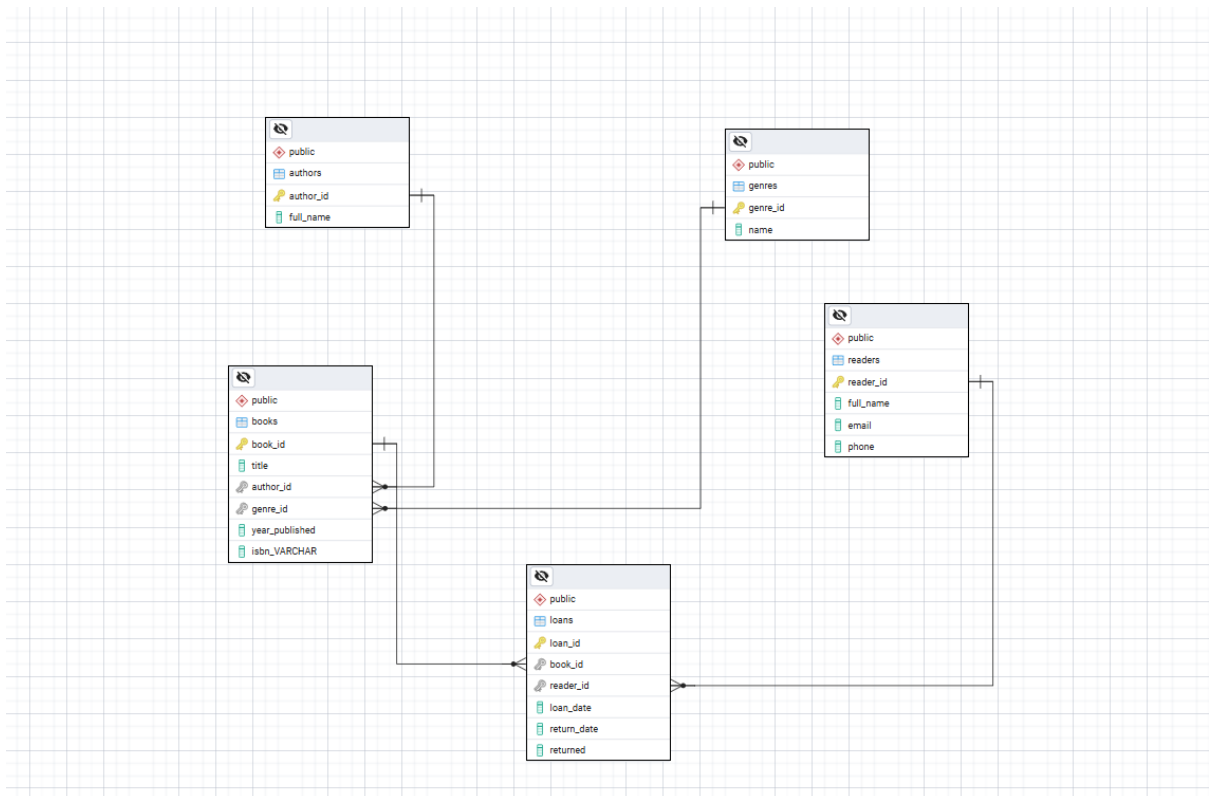 public
authors
author_id
full_name
public
genres
genre_id
name
public
readers
reader_id
full_name
email
phone
public
books
book_id
title
author_id
genre_id
year_published
isbn_VARCHAR
public
loans
loan_id
book_id
reader_id
loan_date
return_date
returned